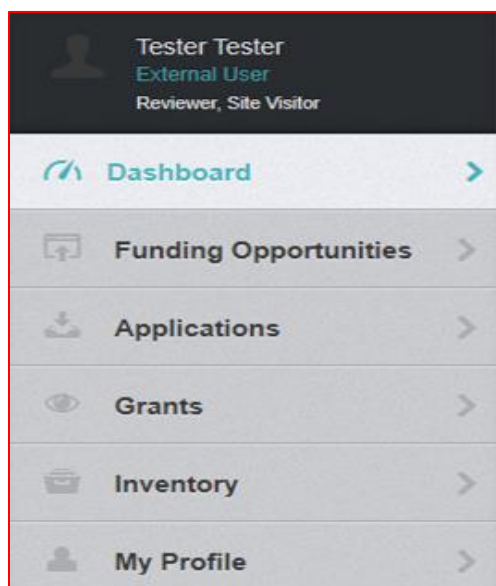 Tester Tester
External User
Reviewer, Site Visitor
Dashboard
Funding Opportunities
Applications
Grants
Inventory
My Profile